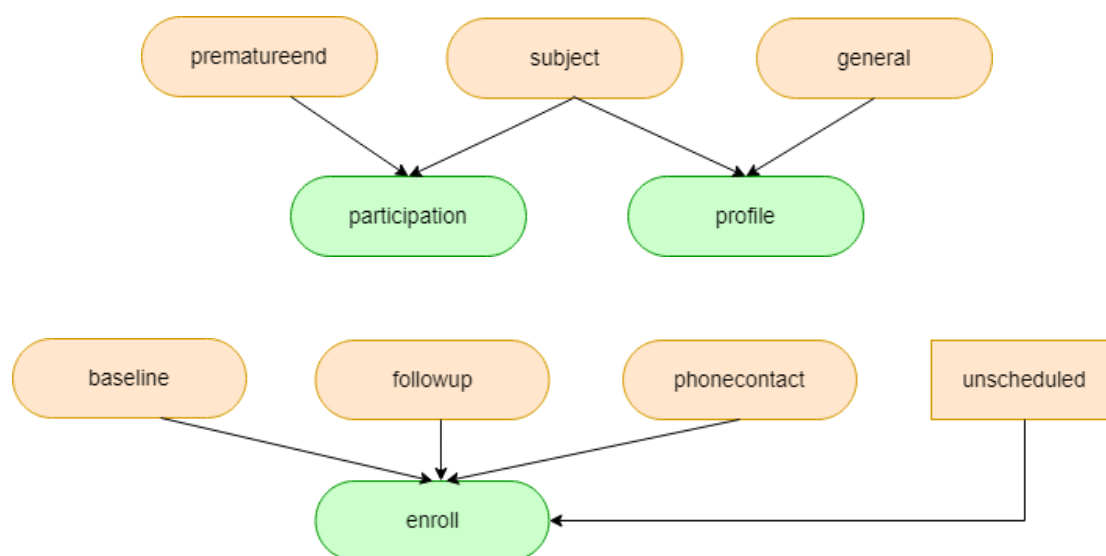 prematureend
subject
general
participation
profile
baseline
followup
phonecontact
unscheduled
enroll